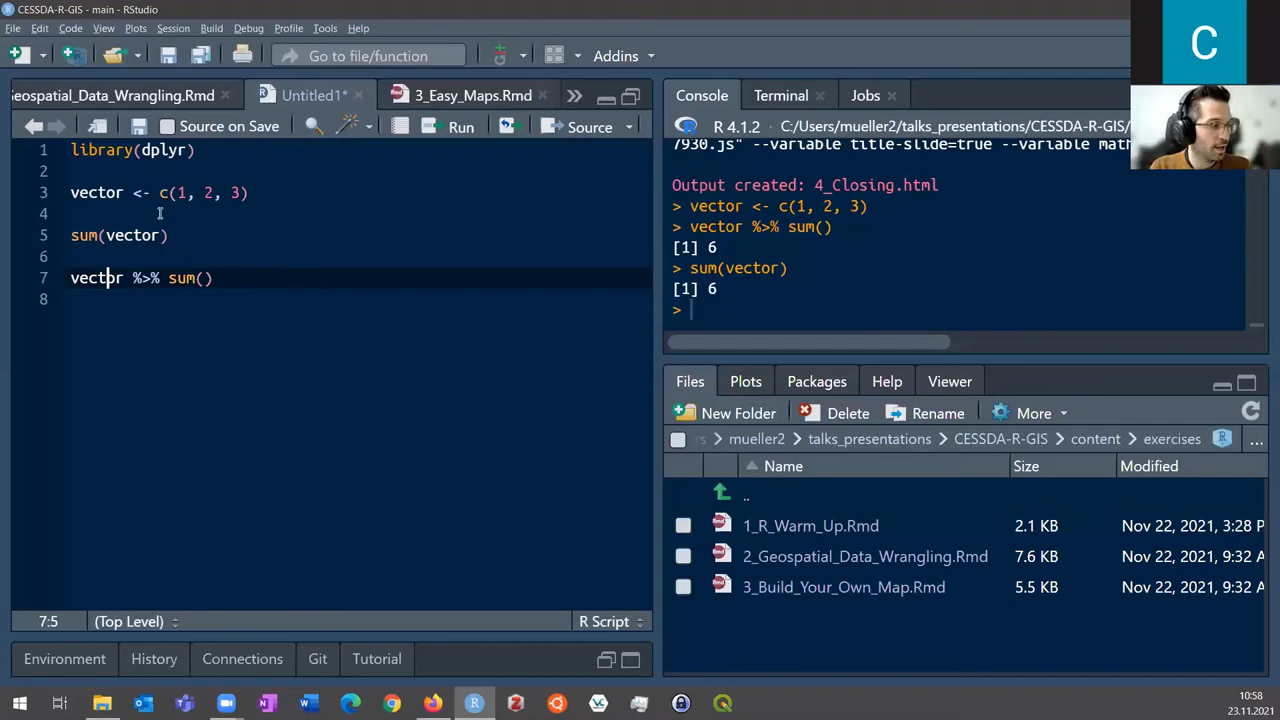 CESSDA-R-GIS - main - RStudio
File Edit Code View Plots Session Build Debug Profile Tools Help
Go to file/function Addins
C
eospatial_Data_Wrangling.Rmd Untitled1* 3_Easy_Maps.Rmd
Source on Save Run Source
1 library(dplyr)
2
3 vector <- c(1, 2, 3)
4
5 sum(vector)
6
7 vector %>% sum()
8
7:5 (Top Level) R Script
Environment History Connections Git Tutorial
Console Terminal Jobs
R 4.1.2 · C:/Users/mueller2/talks_presentations/CESSDA-R-GIS/
7930.js" --variable title-slide=true --variable math
Output created: 4_Closing.html
> vector <- c(1, 2, 3)
> vector %>% sum()
[1] 6
> sum(vector)
[1] 6
>
Files Plots Packages Help Viewer
New Folder Delete Rename More
rs mueller2 talks_presentations CESSDA-R-GIS content exercises ...
Name Size Modified
..
1_R_Warm_Up.Rmd 2.1 KB Nov 22, 2021, 3:28 P
2_Geospatial_Data_Wrangling.Rmd 7.6 KB Nov 22, 2021, 9:32 A
3_Build_Your_Own_Map.Rmd 5.5 KB Nov 22, 2021, 9:32 A
10:58
23.11.2021